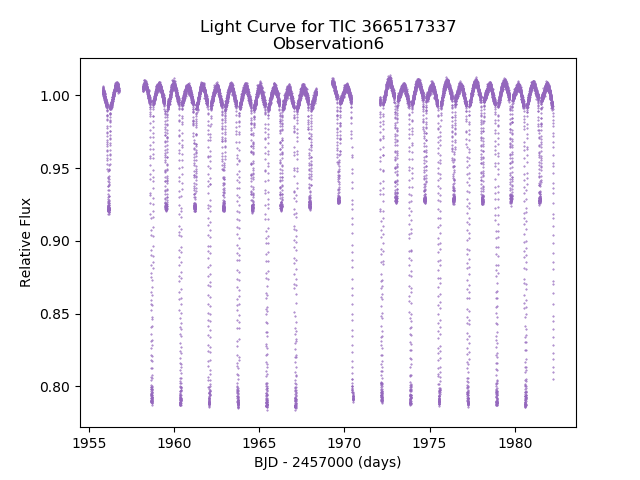 Light Curve for TIC 366517337
Observation6
1.00
0.95
0.90
0.85
0.80
Relative Flux
1955
1960
1965
1970
1975
1980
BJD - 2457000 (days)